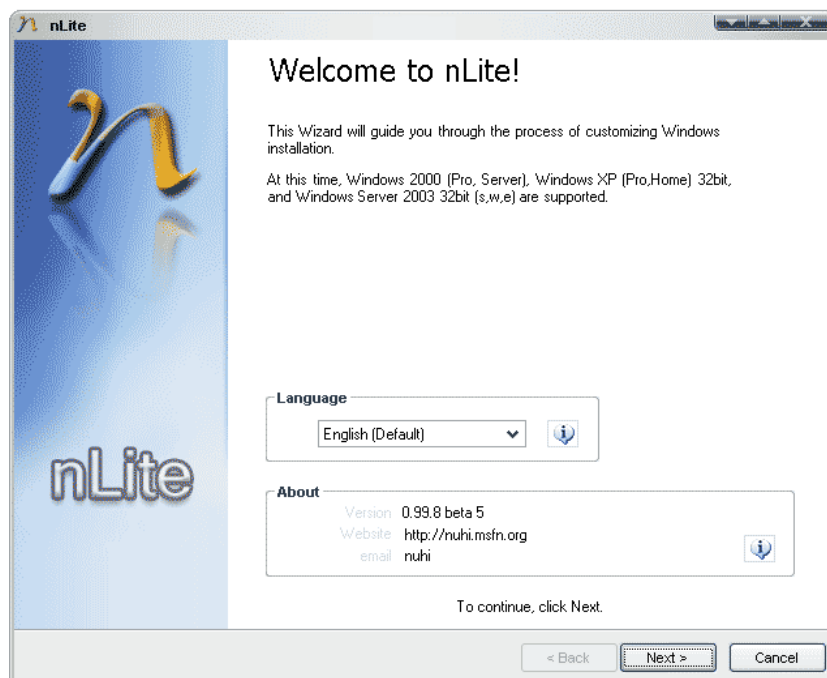 nLite
Welcome to nLite!
This Wizard will guide you through the process of customizing Windows
installation.
At this time, Windows 2000 (Pro, Server), Windows XP (Pro,Home) 32bit,
and Windows Server 2003 32bit (s,w,e) are supported.
nLite
Language
English (Default)
About
Version 0.99.8 beta 5
Website http://nuhi.msfn.org
email nuhi
To continue, click Next.
< Back Next > Cancel